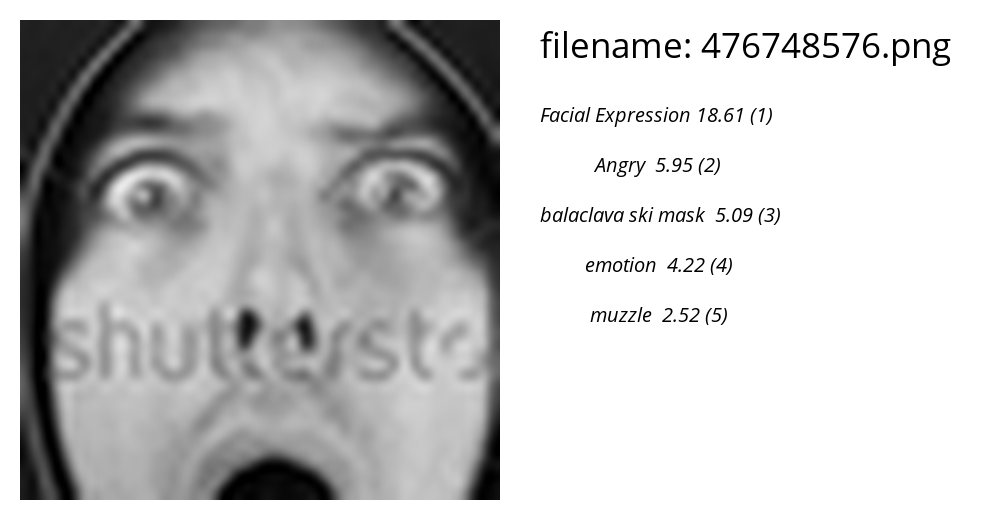 filename: 476748576.png
Facial Expression 18.61 (1)
Angry 5.95 (2)
balaclava ski mask 5.09 (3)
emotion 4.22 (4)
muzzle 2.52 (5)
shuttersto